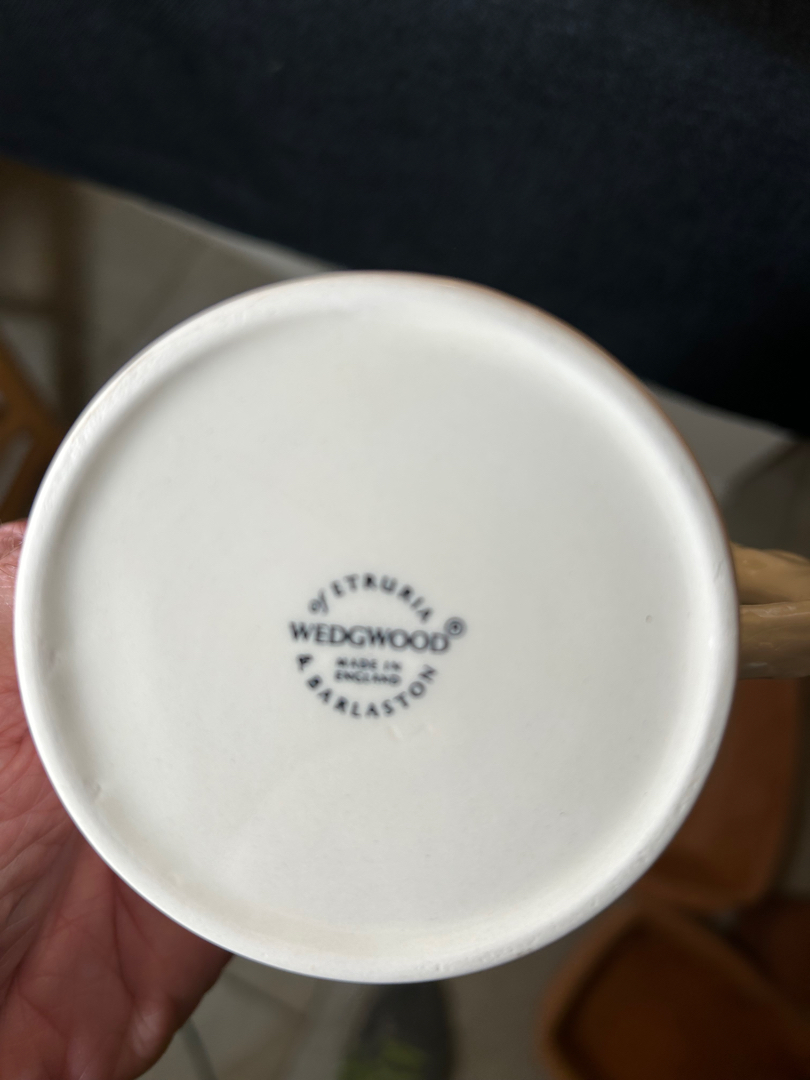 of ETRURIA
WEDGWOOD®
MADE IN
ENGLAND
& BARLASTON